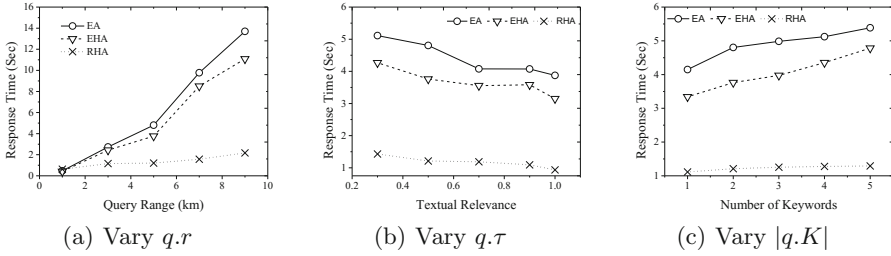 16
14
12
10
8
6
4
2
0
0 2 4 6 8 10
Response Time (Sec)
Query Range (km)
EA
EHA
RHA
(a) Vary q.r
6
5
4
3
2
1
0.2 0.4 0.6 0.8 1.0
Response Time (Sec)
Textual Relevance
EA EHA RHA
(b) Vary q.τ
6
5
4
3
2
1
1 2 3 4 5
Response Time (Sec)
Number of Keywords
EA EHA RHA
(c) Vary |q.K|